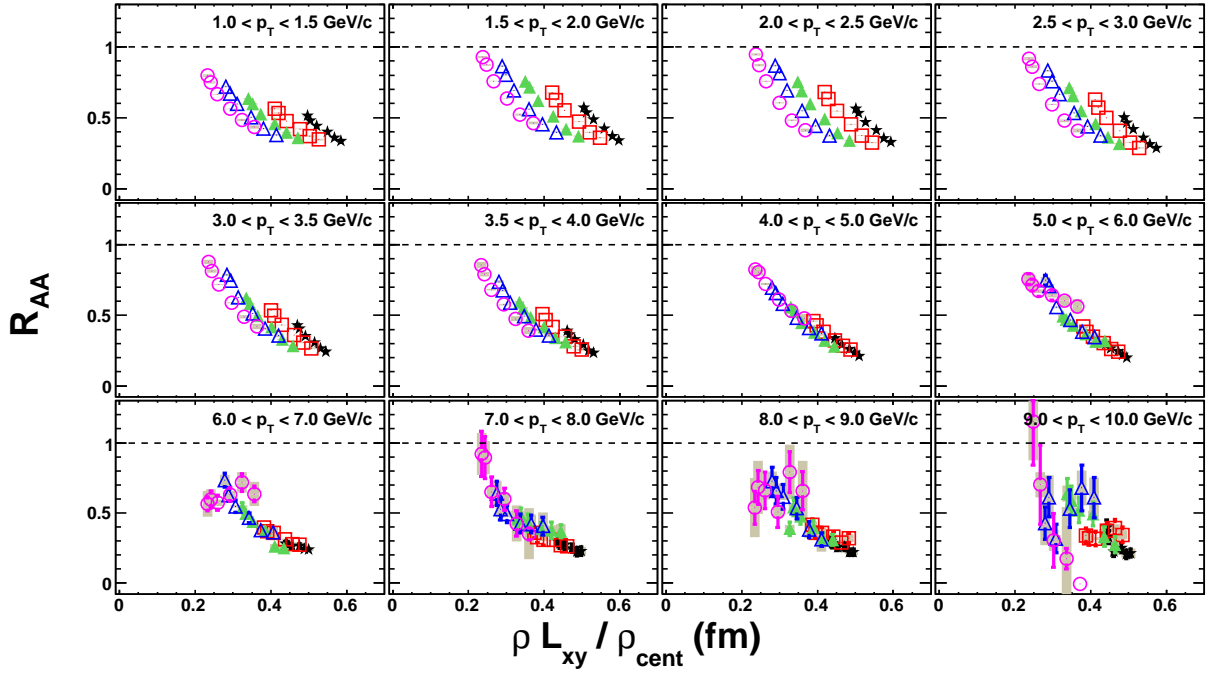 1.0 < p_T < 1.5 GeV/c
1.5 < p_T < 2.0 GeV/c
2.0 < p_T < 2.5 GeV/c
2.5 < p_T < 3.0 GeV/c
1
0.5
0
3.0 < p_T < 3.5 GeV/c
3.5 < p_T < 4.0 GeV/c
4.0 < p_T < 5.0 GeV/c
5.0 < p_T < 6.0 GeV/c
1
0.5
0
R_AA
6.0 < p_T < 7.0 GeV/c
7.0 < p_T < 8.0 GeV/c
8.0 < p_T < 9.0 GeV/c
9.0 < p_T < 10.0 GeV/c
1
0.5
0
0 0.2 0.4 0.6 0 0.2 0.4 0.6 0 0.2 0.4 0.6 0 0.2 0.4 0.6
ρ L_xy / ρ_cent (fm)